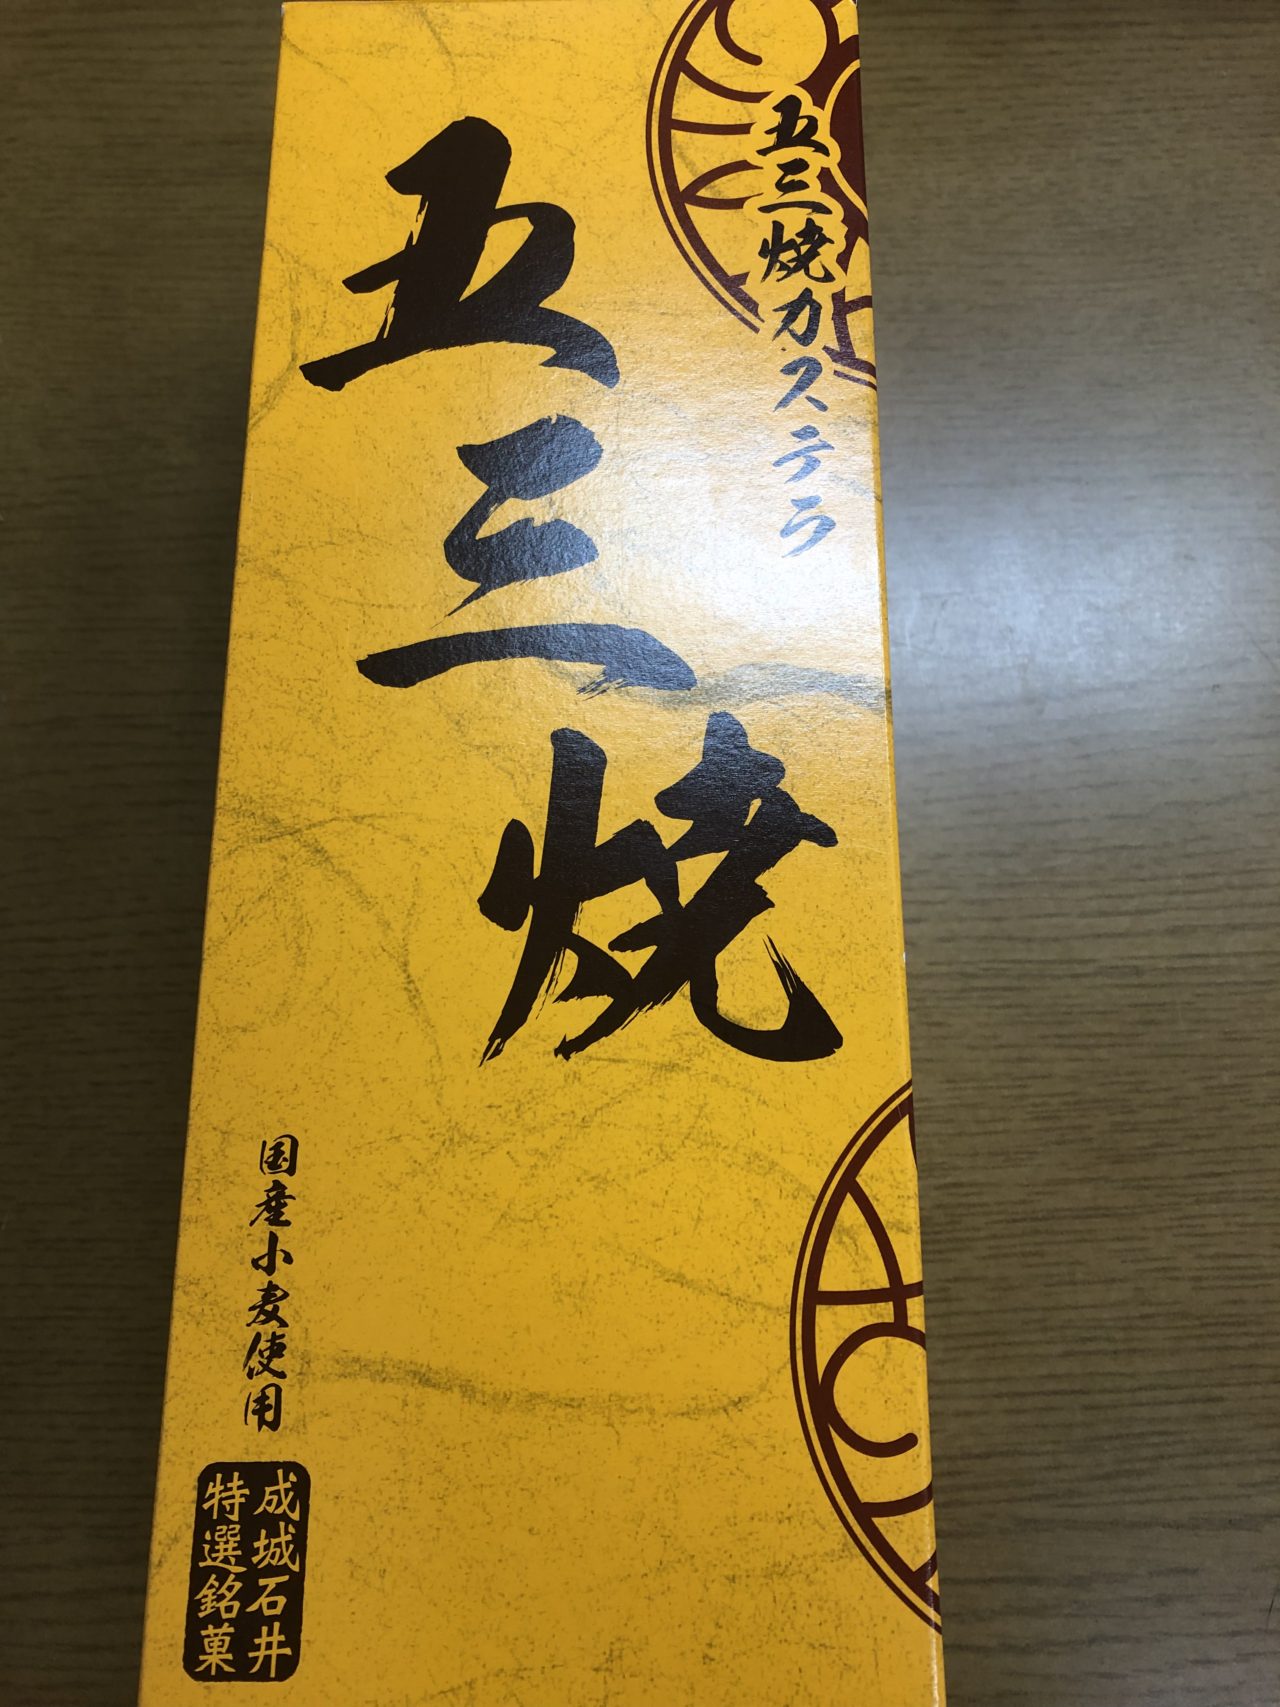 五三焼カステラ
五三焼
国産小麦使用
成城石井
特選銘菓